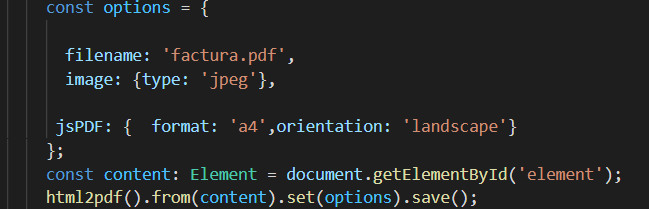 const options = {
filename: 'factura.pdf',
image: {type: 'jpeg'},
jsPDF: {  format: 'a4',orientation: 'landscape'}
};
const content: Element = document.getElementById('element');
html2pdf().from(content).set(options).save();